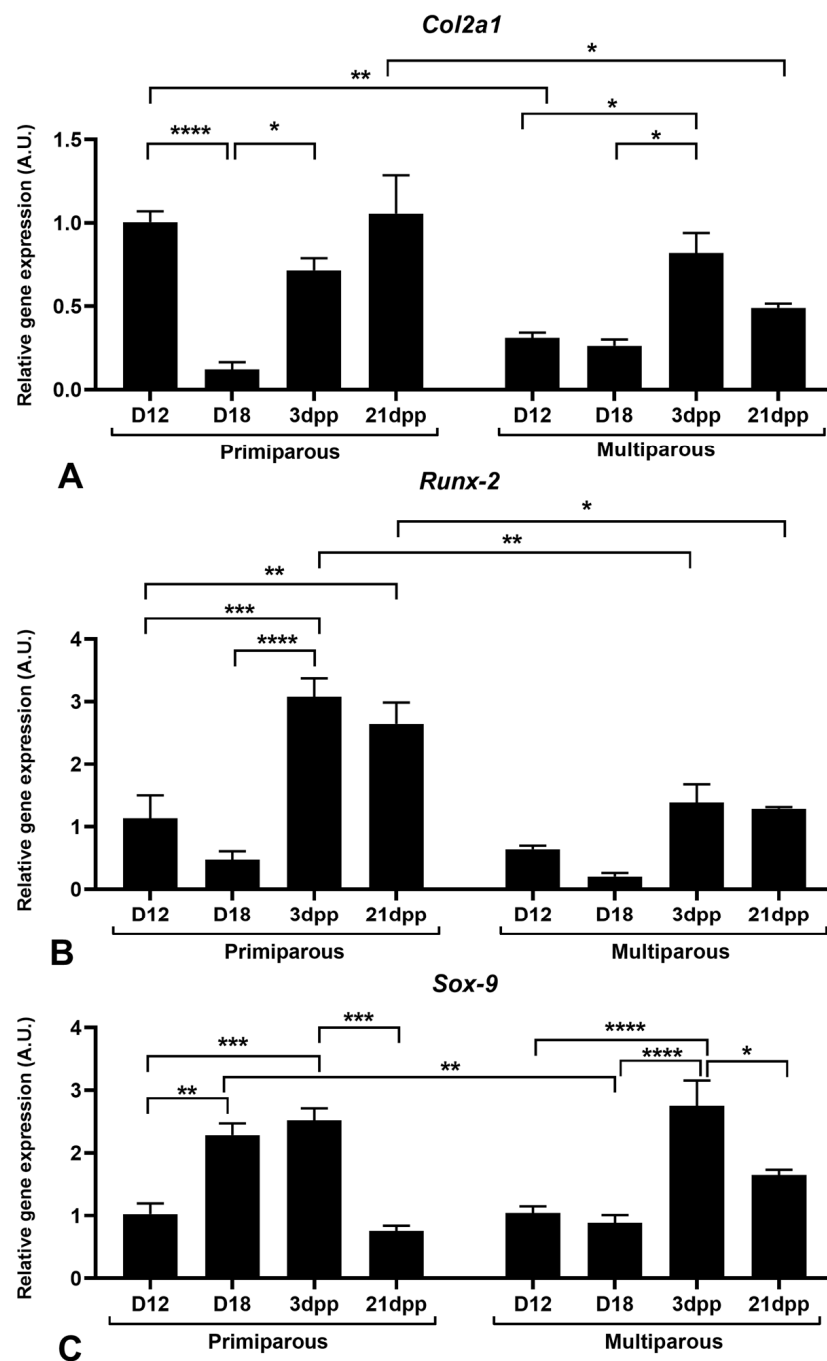 Col2a1
*
**
*
**** * *
Relative gene expression (A.U.)
1.5
1.0
0.5
0.0
D12 D18 3dpp 21dpp D12 D18 3dpp 21dpp
Primiparous Multiparous
A
Runx-2
*
**
**
***
****
Relative gene expression (A.U.)
4
3
2
1
0
D12 D18 3dpp 21dpp D12 D18 3dpp 21dpp
Primiparous Multiparous
B
Sox-9
*** ****
*** ** **** *
**
Relative gene expression (A.U.)
4
3
2
1
0
D12 D18 3dpp 21dpp D12 D18 3dpp 21dpp
Primiparous Multiparous
C